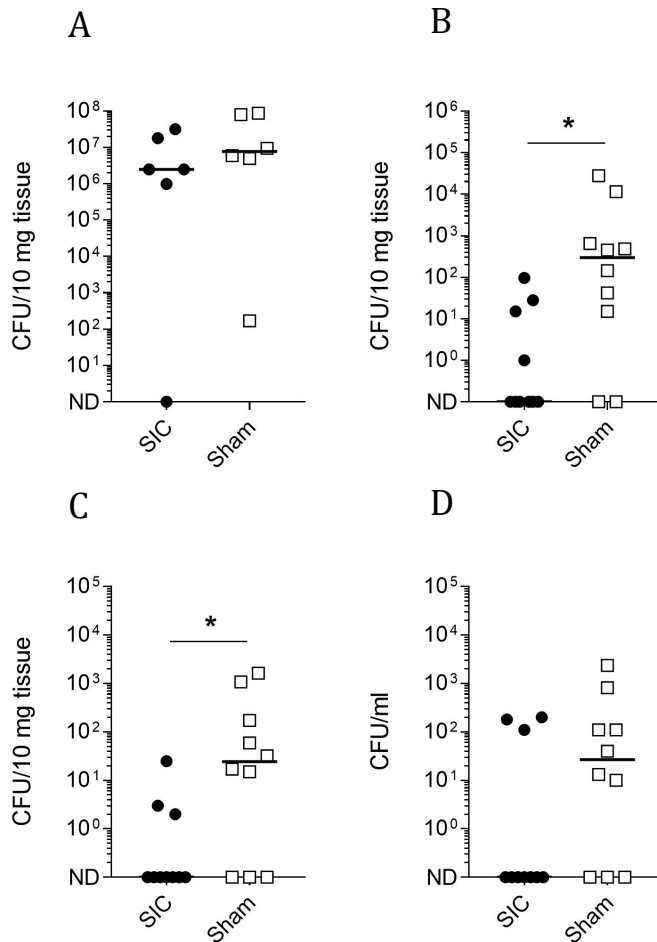 A
CFU/10 mg tissue
10⁸
10⁷
10⁶
10⁵
10⁴
10³
10²
10¹
ND
SIC
Sham
B
CFU/10 mg tissue
10⁶
10⁵
10⁴
10³
10²
10¹
10⁰
ND
*
SIC
Sham
C
CFU/10 mg tissue
10⁵
10⁴
10³
10²
10¹
10⁰
ND
*
SIC
Sham
D
CFU/ml
10⁵
10⁴
10³
10²
10¹
10⁰
ND
SIC
Sham